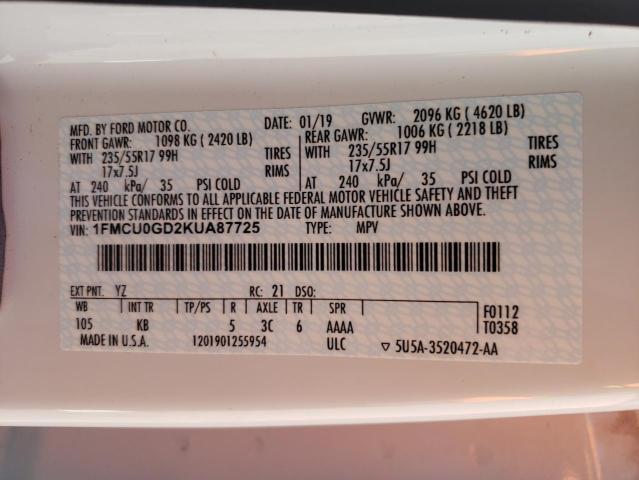 MFD. BY FORD MOTOR CO. DATE: 01/19 GVWR: 2096 KG ( 4620 LB)
FRONT GAWR: 1098 KG ( 2420 LB) REAR GAWR: 1006 KG ( 2218 LB)
WITH 235/55R17 99H TIRES WITH 235/55R17 99H TIRES
17x7.5J RIMS 17x7.5J RIMS
AT 240 kPa/ 35 PSI COLD AT 240 kPa/ 35 PSI COLD
THIS VEHICLE CONFORMS TO ALL APPLICABLE FEDERAL MOTOR VEHICLE SAFETY AND THEFT
PREVENTION STANDARDS IN EFFECT ON THE DATE OF MANUFACTURE SHOWN ABOVE.
VIN: 1FMCU0GD2KUA87725 TYPE: MPV
EXT PNT: YZ RC: 21 DSO:
WB INT TR TP/PS R AXLE TR SPR F0112
105 KB 5 3C 6 AAAA T0358
MADE IN U.S.A. 1201901255954 ULC ▽ 5U5A-3520472-AA